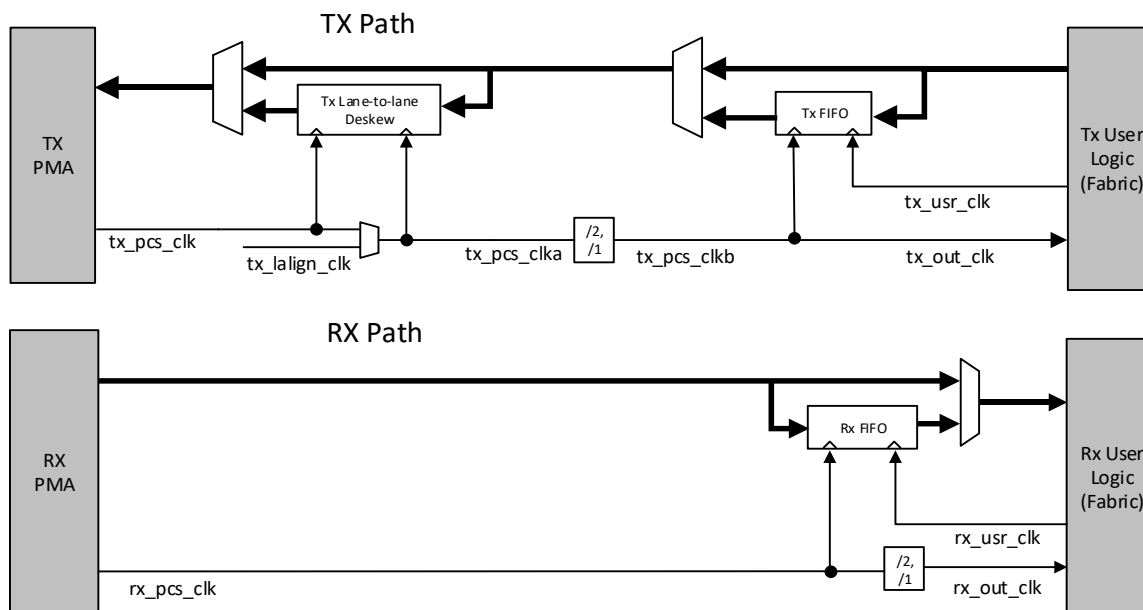 TX Path
TX
PMA
Tx Lane-to-lane
Deskew
Tx FIFO
Tx User
Logic
(Fabric)
tx_usr_clk
tx_pcs_clk
tx_lalign_clk
tx_pcs_clka
/2,
/1
tx_pcs_clkb
tx_out_clk
RX Path
RX
PMA
Rx FIFO
Rx User
Logic
(Fabric)
rx_usr_clk
rx_pcs_clk
/2,
/1
rx_out_clk